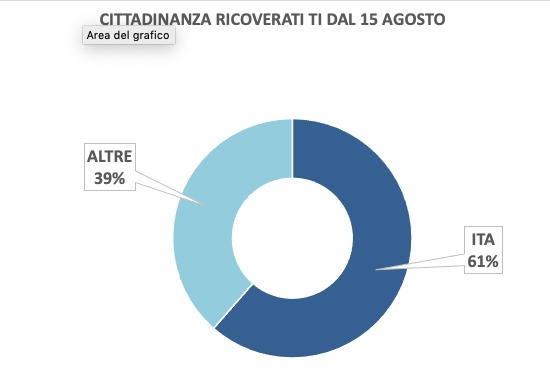 CITTADINANZA RICOVERATI TI DAL 15 AGOSTO
Area del grafico
ALTRE
39%
ITA
61%